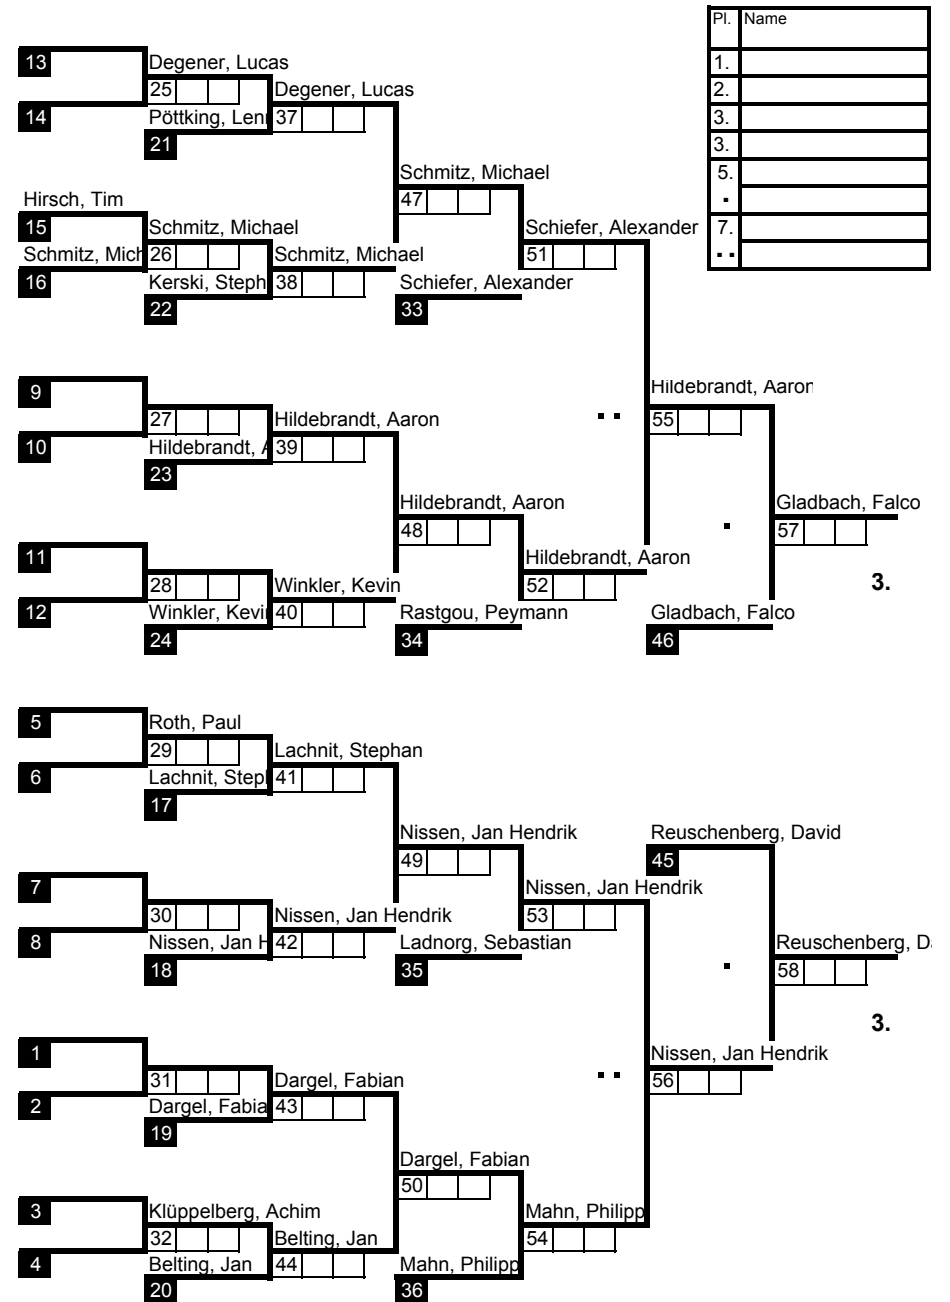 Pl. Name
13 Degener, Lucas
1.
25 Degener, Lucas
2.
14 Pöttking, Len 37
3.
21
3.
Schmitz, Michael
5.
Hirsch, Tim 47
.
15 Schmitz, Michael Schiefer, Alexander
7.
Schmitz, Mich 26 Schmitz, Michael 51
..
16 Kerski, Steph 38 Schiefer, Alexander
22 33
9 Hildebrandt, Aaron
27 Hildebrandt, Aaron .. 55
10 Hildebrandt, A 39
23
Hildebrandt, Aaron Gladbach, Falco
48 . 57
11 Hildebrandt, Aaron
28 Winkler, Kevin 52 3.
12 Winkler, Kevi 40 Rastgou, Peymann Gladbach, Falco
24 34 46
5 Roth, Paul
29 Lachnit, Stephan
6 Lachnit, Step 41
17
Nissen, Jan Hendrik Reuschenberg, David
49 45
7 Nissen, Jan Hendrik
30 Nissen, Jan Hendrik 53
8 Nissen, Jan H 42 Ladnorg, Sebastian Reuschenberg, Da
18 35 . 58
3.
1 Nissen, Jan Hendrik
31 Dargel, Fabian .. 56
2 Dargel, Fabia 43
19
Dargel, Fabian
50
3 Klüppelberg, Achim Mahn, Philipp
32 Belting, Jan 54
4 Belting, Jan 44 Mahn, Philipp
20 36